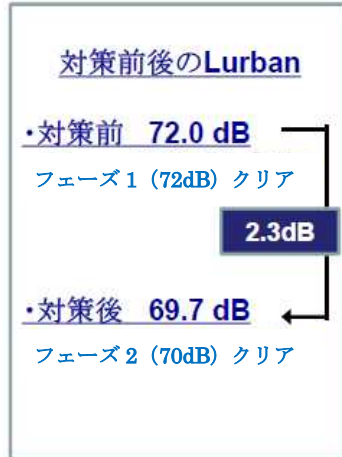 対策前後のLurban
・対策前 72.0 dB
フェーズ1（72dB）クリア
2.3dB
・対策後 69.7 dB
フェーズ2（70dB）クリア